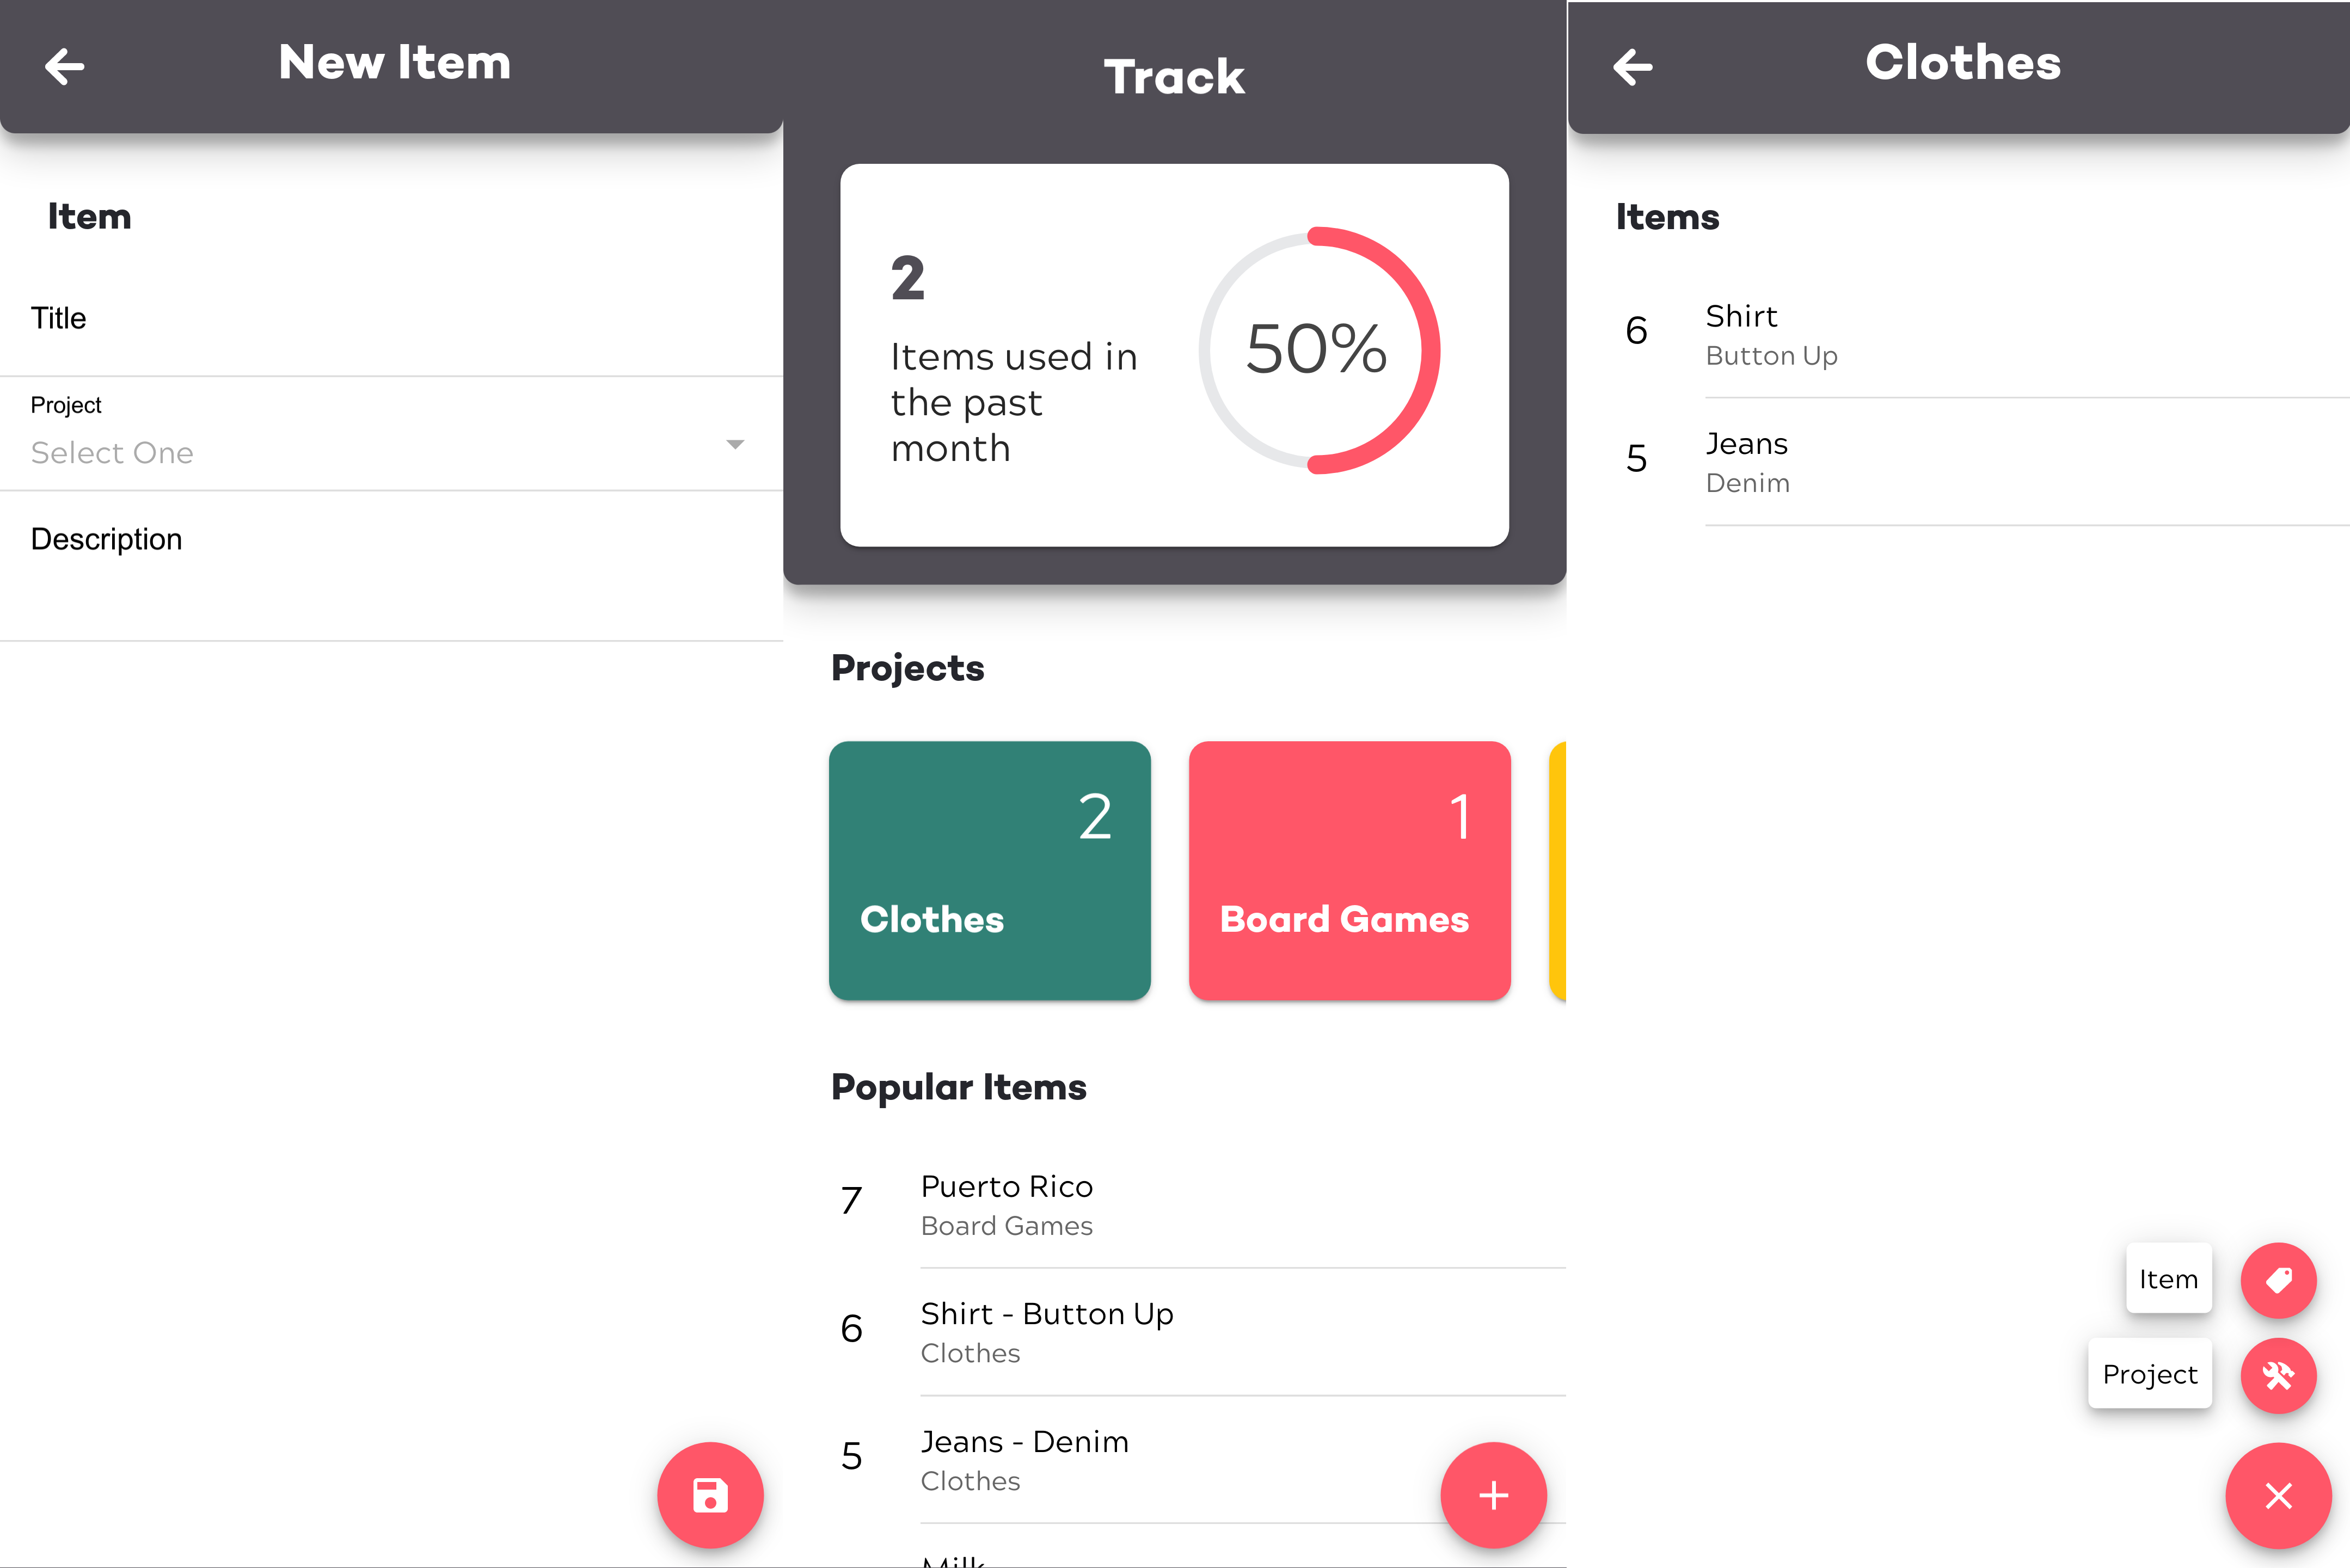 New Item
Item
Title
Project
Select One
Description
Track
2
Items used in
the past
month
50%
Projects
2
Clothes
1
Board Games
Popular Items
7
Puerto Rico
Board Games
6
Shirt - Button Up
Clothes
5
Jeans - Denim
Clothes
Milk
Clothes
Items
6
Shirt
Button Up
5
Jeans
Denim
Item
Project